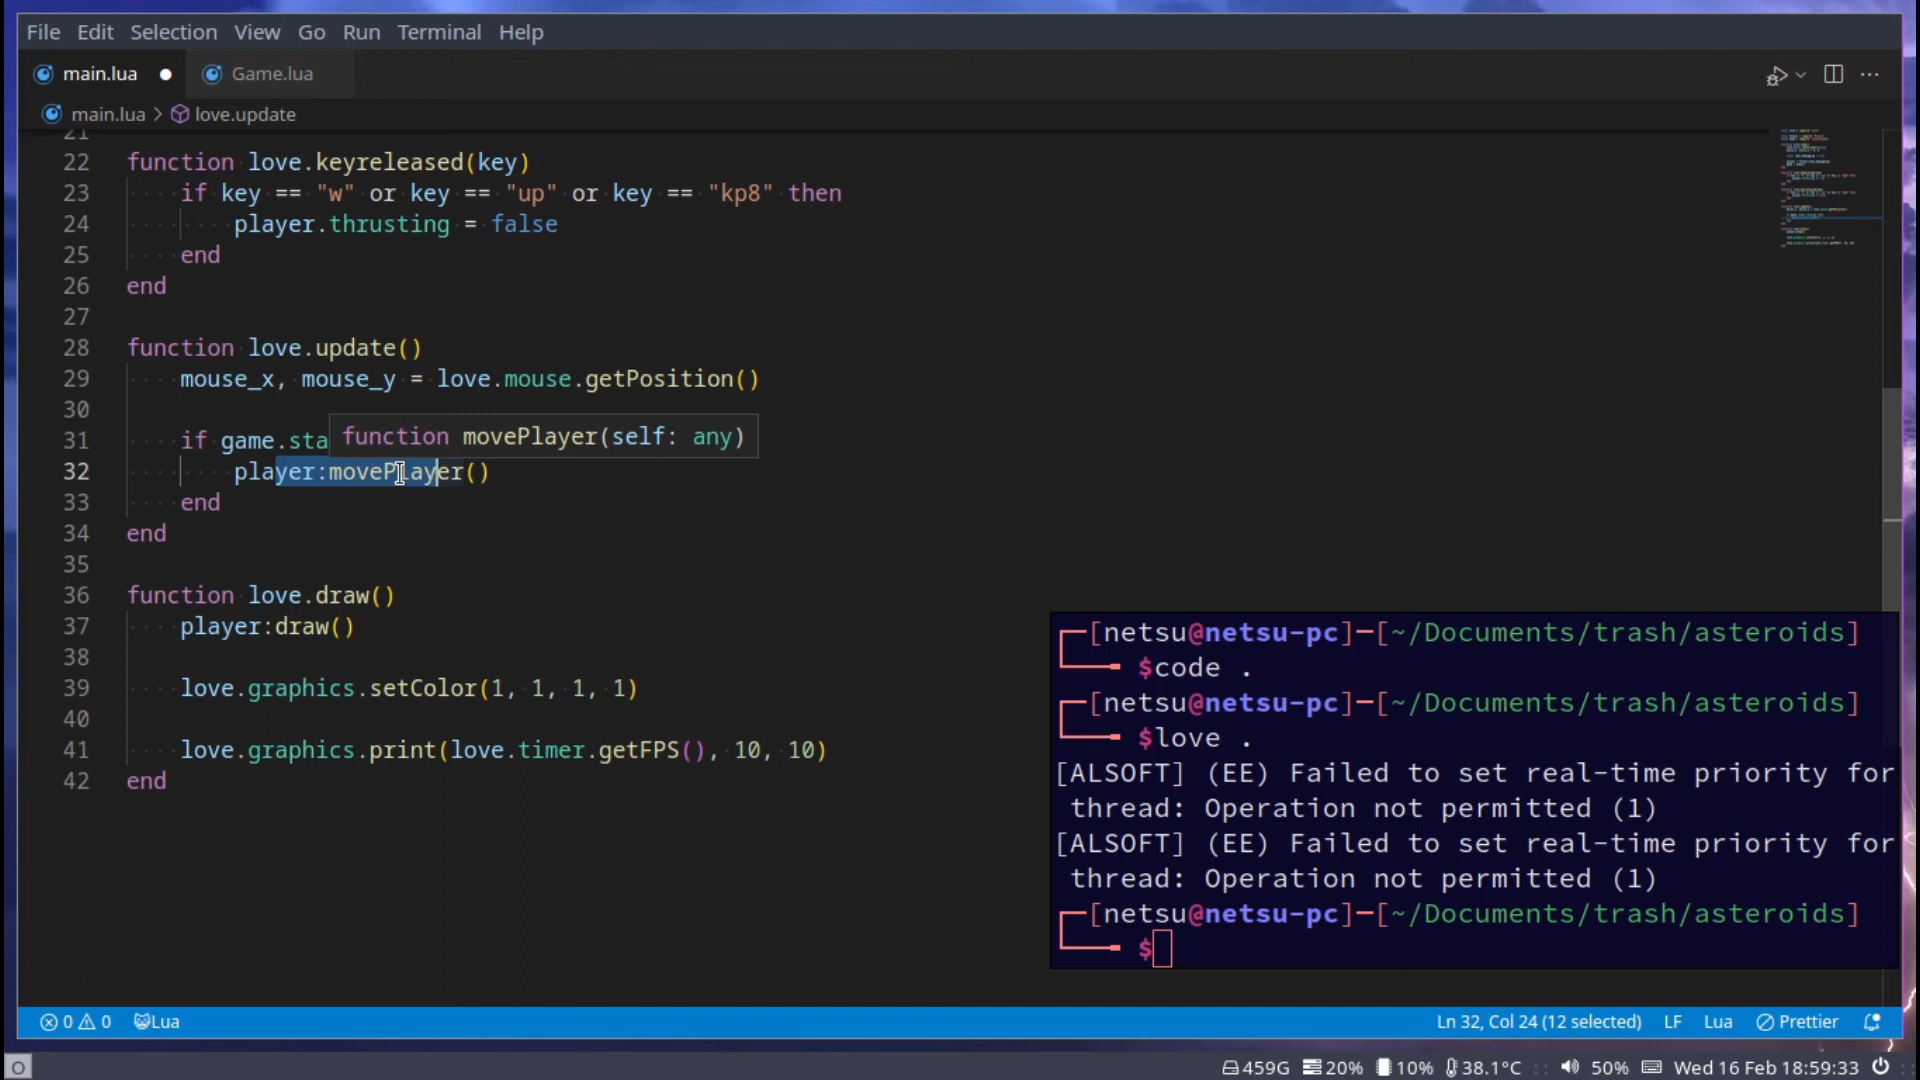 File Edit Selection View Go Run Terminal Help
main.lua Game.lua
main.lua > love.update
21
22 function love.keyreleased(key)
23 if key == "w" or key == "up" or key == "kp8" then
24 player.thrusting = false
25 end
26 end
27
28 function love.update()
29 mouse_x, mouse_y = love.mouse.getPosition()
30
function movePlayer(self: any)
31 if game.sta
32 player:movePlayer()
33 end
34 end
35
36 function love.draw()
37 player:draw()
38
39 love.graphics.setColor(1, 1, 1, 1)
40
41 love.graphics.print(love.timer.getFPS(), 10, 10)
42 end
[netsu@netsu-pc]-[~/Documents/trash/asteroids]
$code .
[netsu@netsu-pc]-[~/Documents/trash/asteroids]
$love .
[ALSOFT] (EE) Failed to set real-time priority for
thread: Operation not permitted (1)
[ALSOFT] (EE) Failed to set real-time priority for
thread: Operation not permitted (1)
[netsu@netsu-pc]-[~/Documents/trash/asteroids]
$
0 0 Lua Ln 32, Col 24 (12 selected) LF Lua Prettier
459G 20% 10% 38.1°C 50% Wed 16 Feb 18:59:33